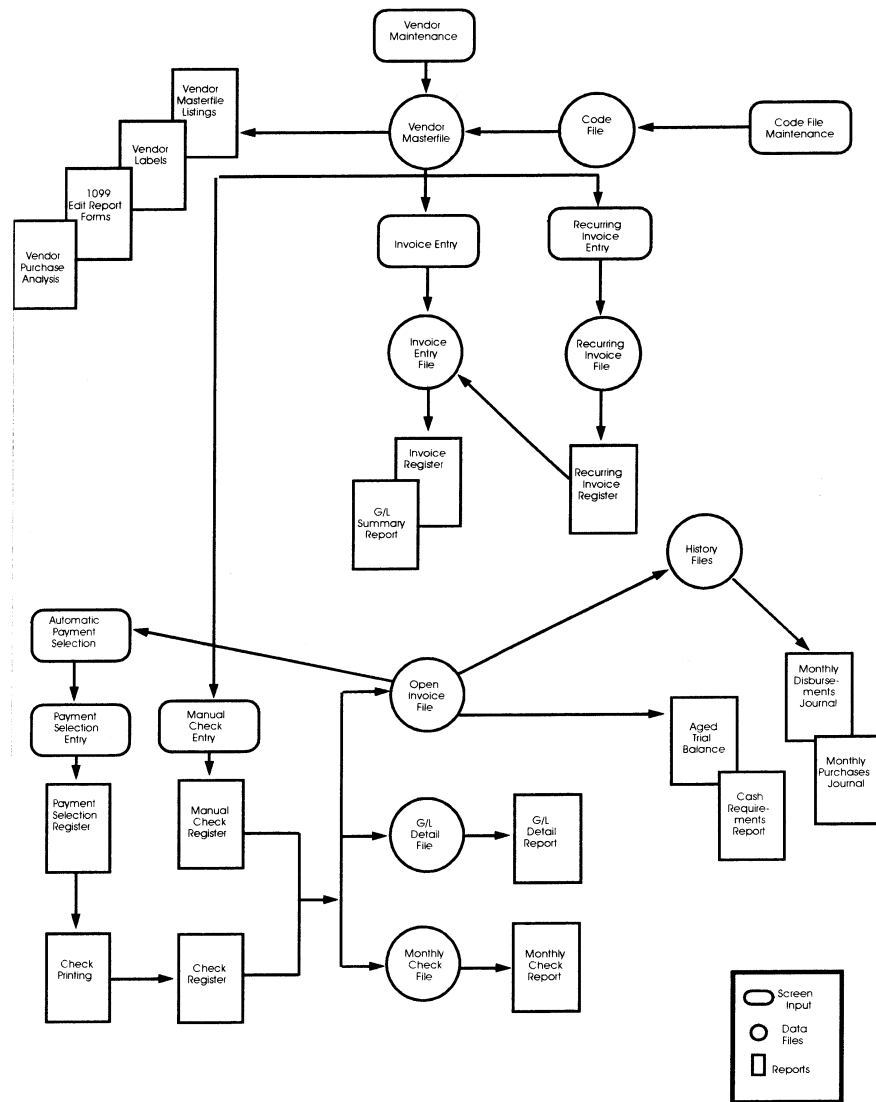 Vendor
Maintenance
Vendor
Masterfile
Listings
Vendor
Labels
1099
Edit Report
Forms
Vendor
Purchase
Analysis
Vendor
Masterfile
Code
File
Code File
Maintenance
Invoice Entry
Recurring
Invoice
Entry
Invoice
Entry
File
Recurring
Invoice File
Invoice
Register
G/L
Summary
Report
Recurring
Invoice
Register
History
Files
Automatic
Payment
Selection
Open
Invoice
File
Monthly
Disburse-
ments
Journal
Monthly
Purchases
Journal
Aged
Trial
Balance
Cash
Require-
ments
Report
Payment
Selection
Entry
Manual
Check
Entry
Payment
Selection
Register
Manual
Check
Register
G/L
Detail
File
G/L
Detail
Report
Check
Printing
Check
Register
Monthly
Check
File
Monthly
Check
Report
Screen
Input
Data
Files
Reports